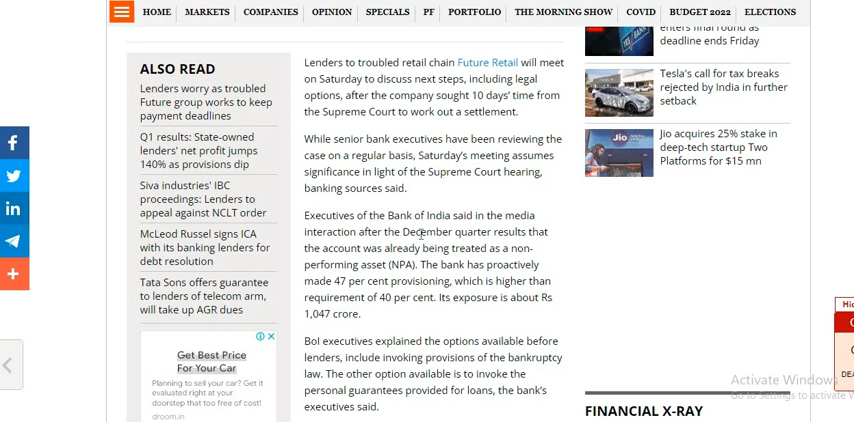 HOME
MARKETS
COMPANIES
OPINION
SPECIALS
PF
PORTFOLIO
THE MORNING SHOW
COVID
BUDGET 2022
ELECTIONS
ALSO READ
Lenders worry as troubled
Future group works to keep
payment deadlines
Q1 results: State-owned
lenders' net profit jumps
140% as provisions dip
Siva industries' IBC
proceedings: Lenders to
appeal against NCLT order
McLeod Russel signs ICA
with its banking lenders for
debt resolution
Tata Sons offers guarantee
to lenders of telecom arm,
will take up AGR dues
Get Best Price
For Your Car
Planning to sell your car? Get it
evaluated right at your
doorstep that too free of cost!
droom.in
Lenders to troubled retail chain Future Retail will meet
on Saturday to discuss next steps, including legal
options, after the company sought 10 days' time from
the Supreme Court to work out a settlement.
While senior bank executives have been reviewing the
case on a regular basis, Saturday's meeting assumes
significance in light of the Supreme Court hearing,
banking sources said.
Executives of the Bank of India said in the media
interaction after the December quarter results that
the account was already being treated as a non-
performing asset (NPA). The bank has proactively
made 47 per cent provisioning, which is higher than
requirement of 40 per cent. Its exposure is about Rs
1,047 crore.
BoI executives explained the options available before
lenders, include invoking provisions of the bankruptcy
law. The other option available is to invoke the
personal guarantees provided for loans, the bank's
executives said.
YES BANK
enters final round as
deadline ends Friday
Tesla's call for tax breaks
rejected by India in further
setback
Jio
Jio acquires 25% stake in
deep-tech startup Two
Platforms for $15 mn
FINANCIAL X-RAY
Activate Windows
Go to Settings to activate W
Hid
DEA